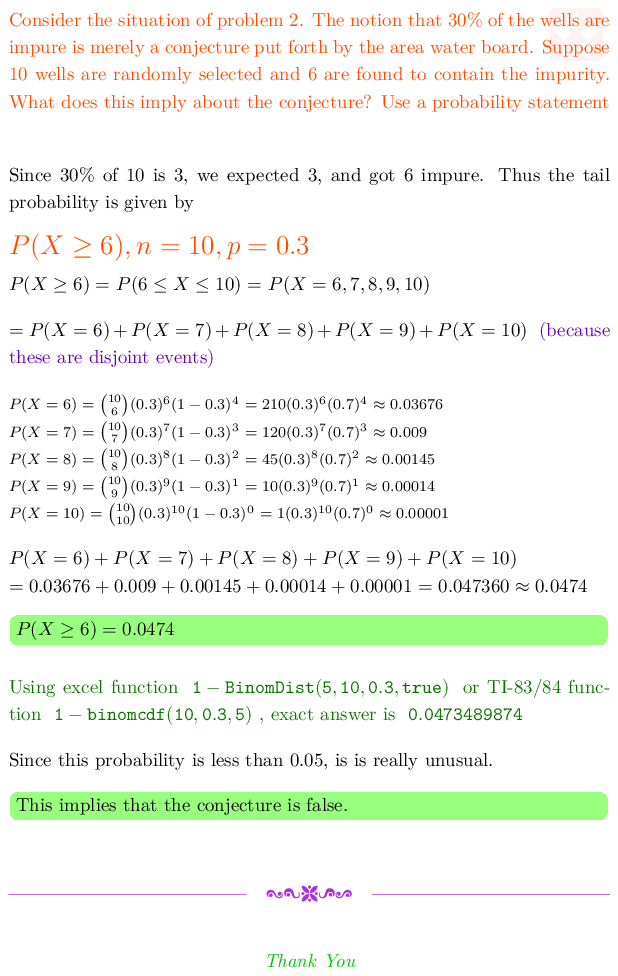 Consider the situation of problem 2. The notion that 30% of the wells are
impure is merely a conjecture put forth by the area water board. Suppose
10 wells are randomly selected and 6 are found to contain the impurity.
What does this imply about the conjecture? Use a probability statement
Since 30% of 10 is 3, we expected 3, and got 6 impure. Thus the tail
probability is given by
P(X ≥ 6), n = 10, p = 0.3
P(X ≥ 6) = P(6 ≤ X ≤ 10) = P(X = 6, 7, 8, 9, 10)
= P(X = 6) + P(X = 7) + P(X = 8) + P(X = 9) + P(X = 10) (because
these are disjoint events)
P(X = 6) = \binom{10}{6}(0.3)^6(1 − 0.3)^4 = 210(0.3)^6(0.7)^4 ≈ 0.03676
P(X = 7) = \binom{10}{7}(0.3)^7(1 − 0.3)^3 = 120(0.3)^7(0.7)^3 ≈ 0.009
P(X = 8) = \binom{10}{8}(0.3)^8(1 − 0.3)^2 = 45(0.3)^8(0.7)^2 ≈ 0.00145
P(X = 9) = \binom{10}{9}(0.3)^9(1 − 0.3)^1 = 10(0.3)^9(0.7)^1 ≈ 0.00014
P(X = 10) = \binom{10}{10}(0.3)^{10}(1 − 0.3)^0 = 1(0.3)^{10}(0.7)^0 ≈ 0.00001
P(X = 6) + P(X = 7) + P(X = 8) + P(X = 9) + P(X = 10)
= 0.03676 + 0.009 + 0.00145 + 0.00014 + 0.00001 = 0.047360 ≈ 0.0474
P(X ≥ 6) = 0.0474
Using excel function 1 − BinomDist(5, 10, 0.3, true) or TI-83/84 func-
tion 1 − binomcdf(10, 0.3, 5) , exact answer is 0.0473489874
Since this probability is less than 0.05, is is really unusual.
This implies that the conjecture is false.
Thank You